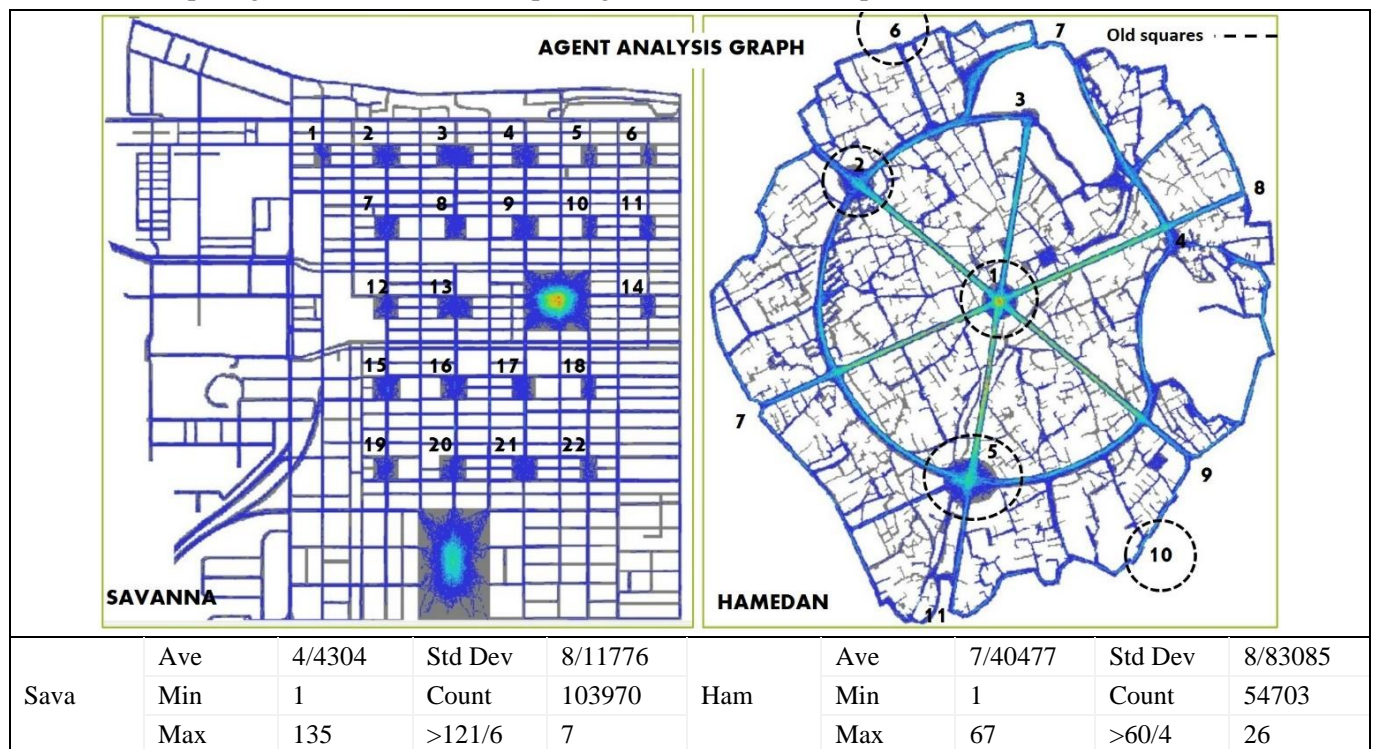 AGENT ANALYSIS GRAPH
Old squares
1 2 3 4 5 6
7 8 9 10 11
12 13 14
15 16 17 18
19 20 21 22
SAVANNA
6 7
3
2
8
4
1
7
5
9
10
11
HAMEDAN
Sava Ave 4/4304 Std Dev 8/11776 Ham Ave 7/40477 Std Dev 8/83085
Min 1 Count 103970 Min 1 Count 54703
Max 135 >121/6 7 Max 67 >60/4 26